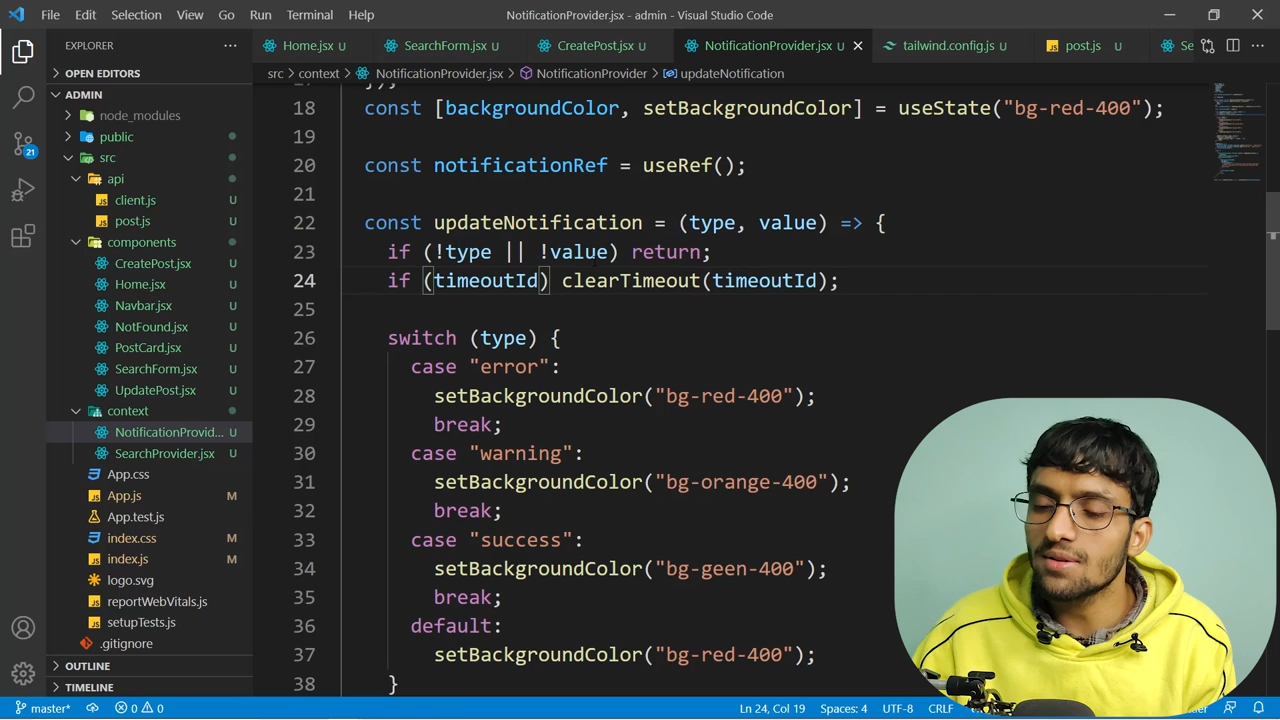 File Edit Selection View Go Run Terminal Help
NotificationProvider.jsx - admin - Visual Studio Code
EXPLORER
OPEN EDITORS
ADMIN
node_modules
public
src
api
client.js U
post.js U
components
CreatePost.jsx U
Home.jsx U
Navbar.jsx U
NotFound.jsx U
PostCard.jsx U
SearchForm.jsx U
UpdatePost.jsx U
context
NotificationProvid... U
SearchProvider.jsx U
App.css
App.js M
App.test.js
index.css M
index.js M
logo.svg
reportWebVitals.js
setupTests.js
.gitignore
OUTLINE
TIMELINE
21
Home.jsx U SearchForm.jsx U CreatePost.jsx U NotificationProvider.jsx U tailwind.config.js U post.js U Se
src > context > NotificationProvider.jsx > NotificationProvider > updateNotification
18 const [backgroundColor, setBackgroundColor] = useState("bg-red-400");
19
20 const notificationRef = useRef();
21
22 const updateNotification = (type, value) => {
23 if (!type || !value) return;
24 if (timeoutId) clearTimeout(timeoutId);
25
26 switch (type) {
27 case "error":
28 setBackgroundColor("bg-red-400");
29 break;
30 case "warning":
31 setBackgroundColor("bg-orange-400");
32 break;
33 case "success":
34 setBackgroundColor("bg-geen-400");
35 break;
36 default:
37 setBackgroundColor("bg-red-400");
38 }
master* 0 0 Ln 24, Col 19 Spaces: 4 UTF-8 CRLF